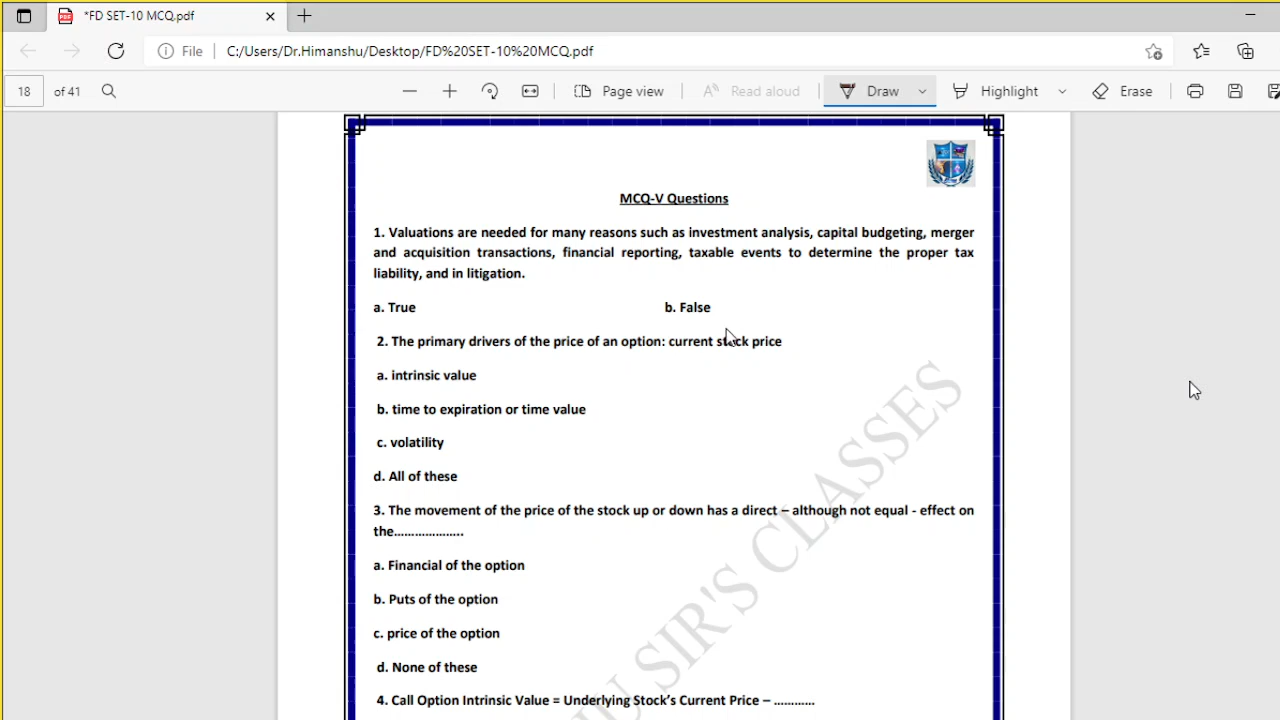 *FD SET-10 MCQ.pdf
File C:/Users/Dr.Himanshu/Desktop/FD%20SET-10%20MCQ.pdf
18 of 41 Page view Read aloud Draw Highlight Erase
MCQ-V Questions
1. Valuations are needed for many reasons such as investment analysis, capital budgeting, merger
and acquisition transactions, financial reporting, taxable events to determine the proper tax
liability, and in litigation.
a. True b. False
2. The primary drivers of the price of an option: current stock price
a. intrinsic value
b. time to expiration or time value
c. volatility
d. All of these
3. The movement of the price of the stock up or down has a direct – although not equal - effect on
the………………..
a. Financial of the option
b. Puts of the option
c. price of the option
d. None of these
4. Call Option Intrinsic Value = Underlying Stock's Current Price – …………
SIR'S CLASSES